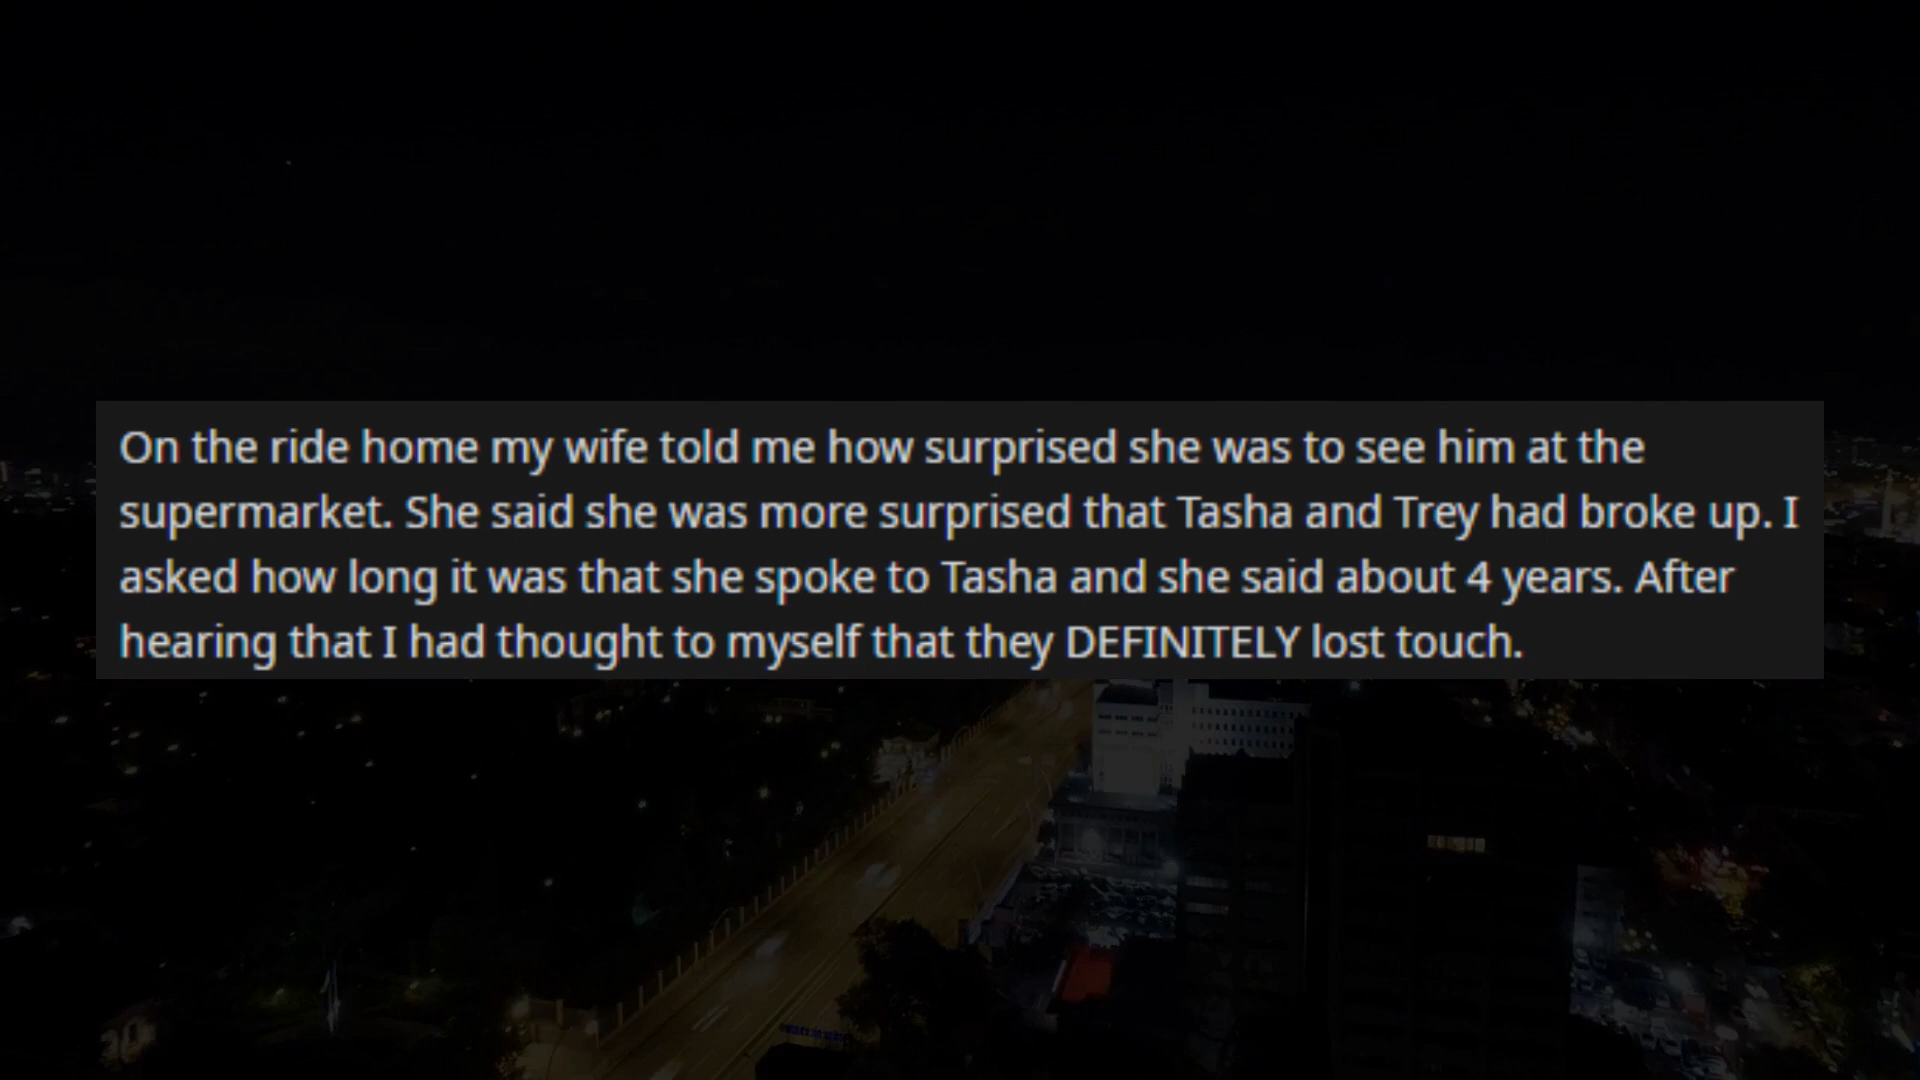 On the ride home my wife told me how surprised she was to see him at the
supermarket. She said she was more surprised that Tasha and Trey had broke up. I
asked how long it was that she spoke to Tasha and she said about 4 years. After
hearing that I had thought to myself that they DEFINITELY lost touch.